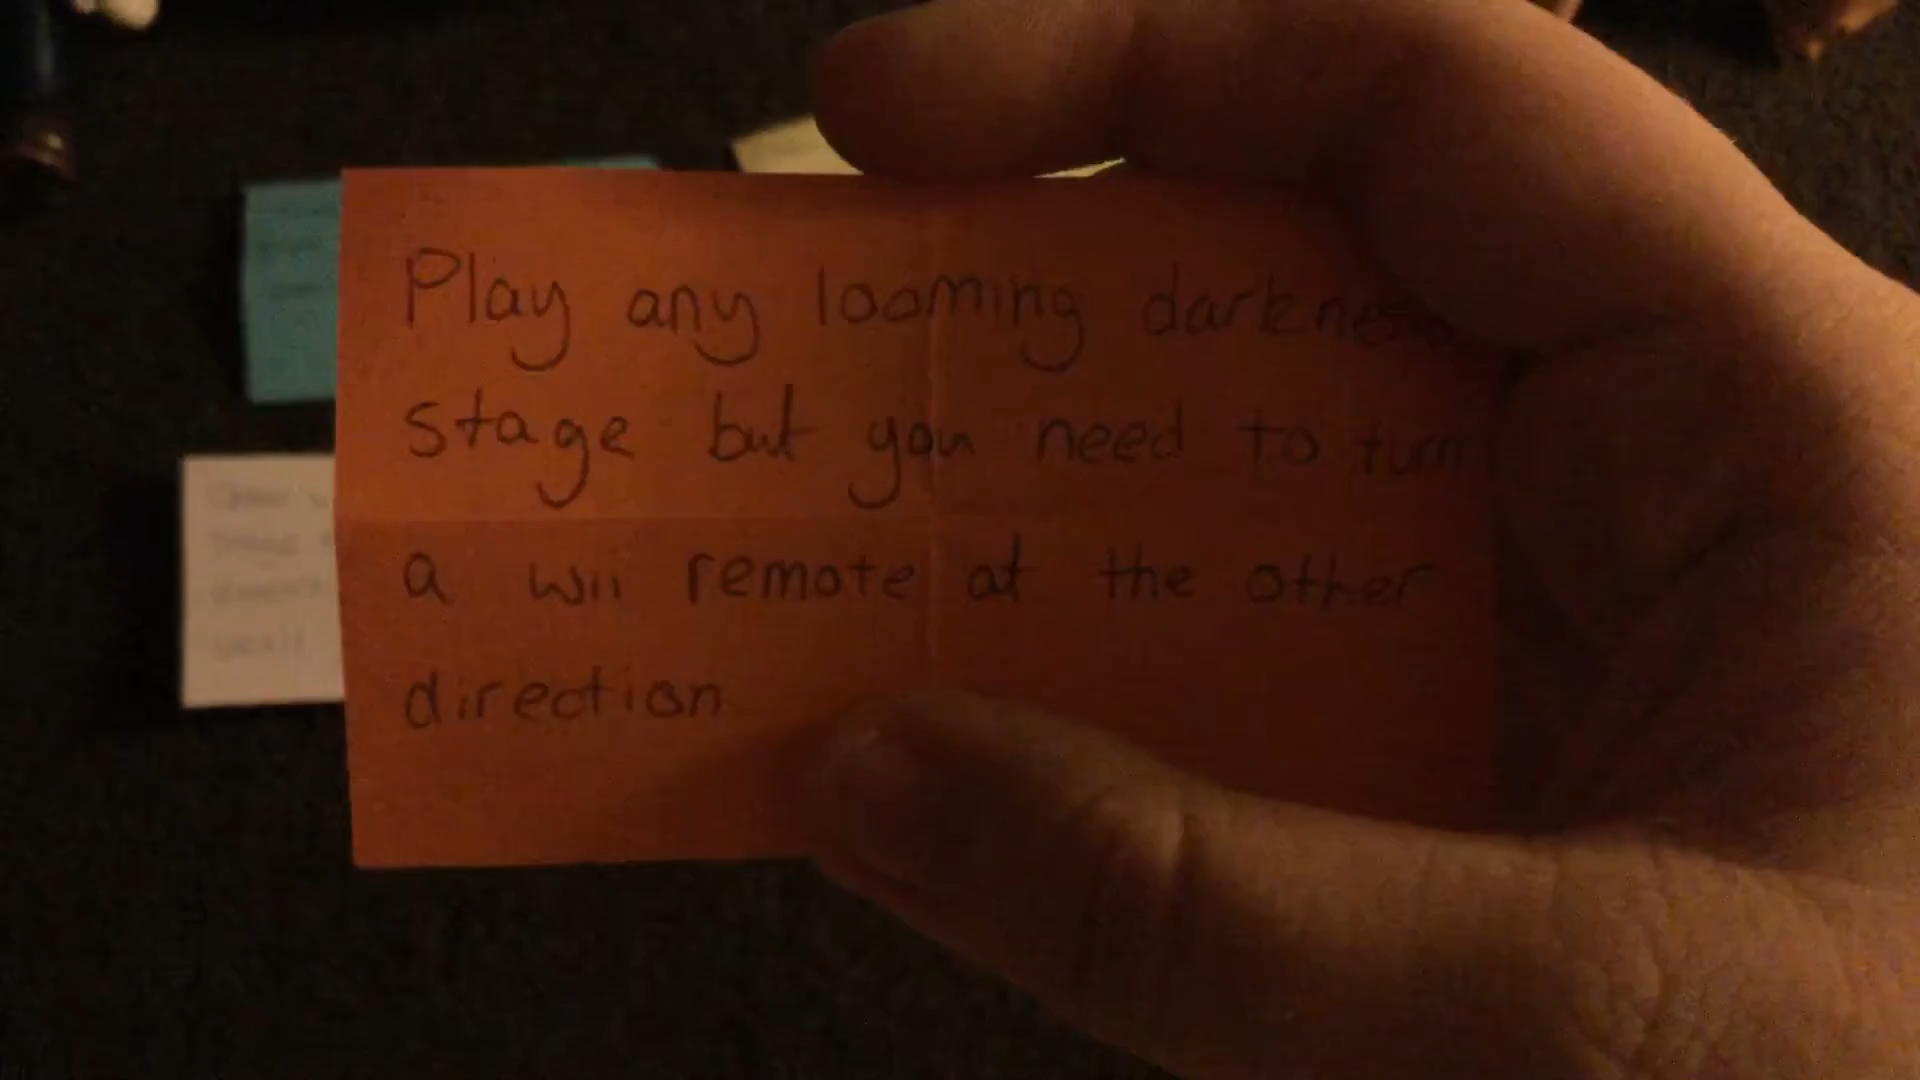 Play any looming darkness
stage but you need to turn
a wii remote at the other
direction